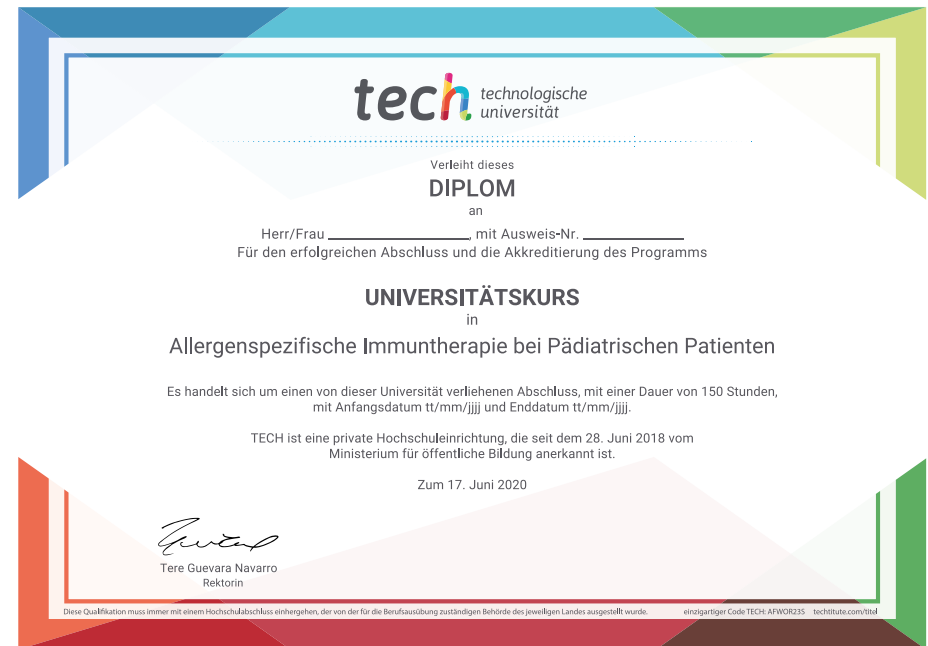 tech technologische
universität
Verleiht dieses
DIPLOM
an
Herr/Frau ____________________, mit Ausweis-Nr. ______________
Für den erfolgreichen Abschluss und die Akkreditierung des Programms
UNIVERSITÄTSKURS
in
Allergenspezifische Immuntherapie bei Pädiatrischen Patienten
Es handelt sich um einen von dieser Universität verliehenen Abschluss, mit einer Dauer von 150 Stunden,
mit Anfangsdatum tt/mm/jjjj und Enddatum tt/mm/jjjj.
TECH ist eine private Hochschuleinrichtung, die seit dem 28. Juni 2018 vom
Ministerium für öffentliche Bildung anerkannt ist.
Zum 17. Juni 2020
Tere Guevara Navarro
Rektorin
Diese Qualifikation muss immer mit einem Hochschulabschluss einhergehen, der von der für die Berufsausübung zuständigen Behörde des jeweiligen Landes ausgestellt wurde. einzigartiger Code TECH: AFWOR23S techtitute.com/titel